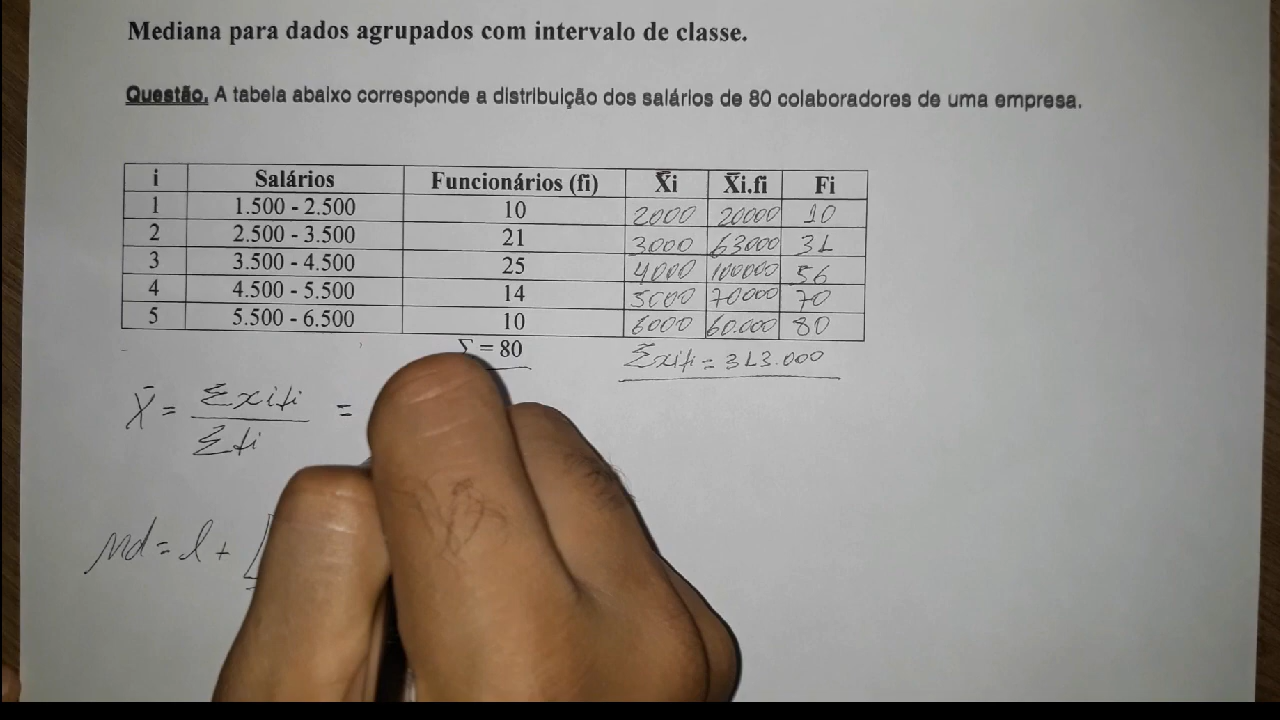 Mediana para dados agrupados com intervalo de classe.
Questão. A tabela abaixo corresponde a distribuição dos salários de 80 colaboradores de uma empresa.
i Salários Funcionários (fi) X̄i X̄i.fi Fi
1 1.500 - 2.500 10 2000 20000 10
2 2.500 - 3.500 21 3000 63000 31
3 3.500 - 4.500 25 4000 100000 56
4 4.500 - 5.500 14 5000 70000 70
5 5.500 - 6.500 10 6000 60.000 80
Σ = 80 Σxifi = 313.000
X̄ = Σxifi =
Σfi
Md = l + [